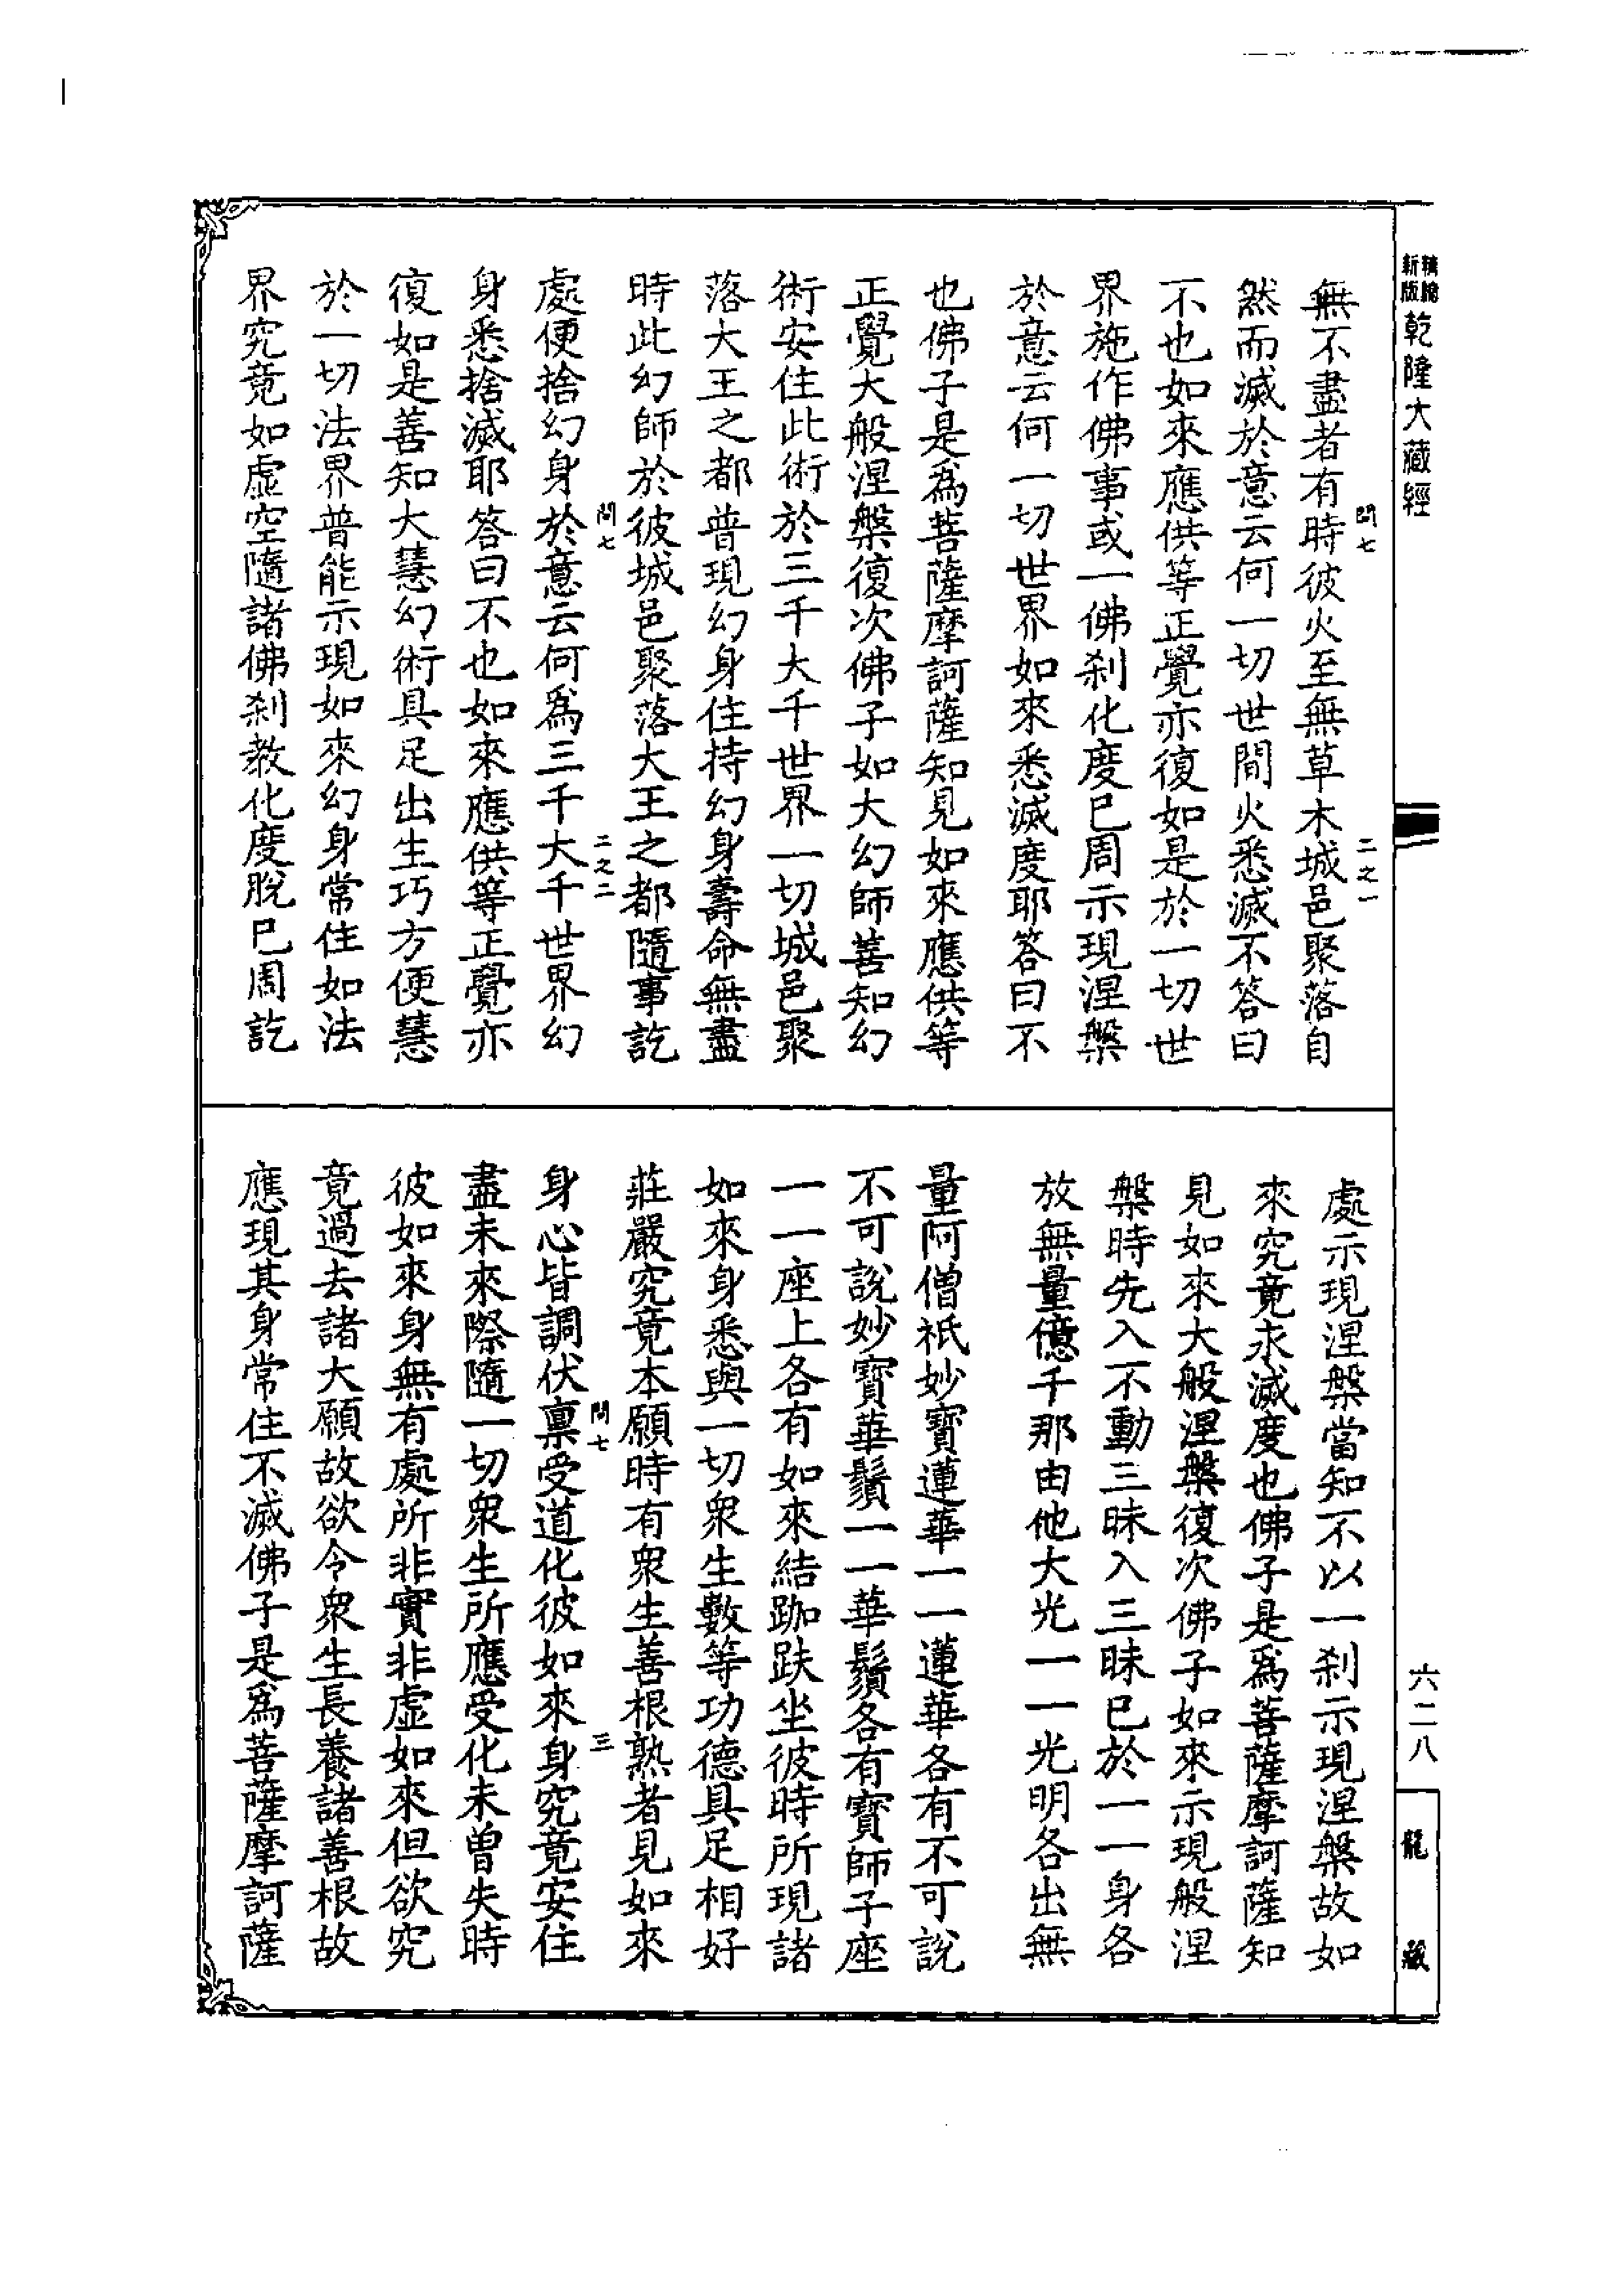 精繪
新版
乾隆大藏經
問七
二之一
無不盡者有時彼火至無草木城邑聚落自
然而滅於意云何一切世間火悉滅不答曰
不也如來應供等正覺亦復如是於一切世
界施作佛事或一佛刹化度已周示現涅槃
於意云何一切世界如來悉滅度耶答曰不
也佛子是爲菩薩摩訶薩知見如來應供等
正覺大般涅槃復次佛子如大幻師善知幻
術安住此術於三千大千世界一切城邑聚
落大王之都普現幻身住持幻身壽命無盡
時此幻師於彼城邑聚落大王之都隨事訖
問七
二之二
處便捨幻身於意云何爲三千大千世界幻
身悉捨滅耶答曰不也如來應供等正覺亦
復如是善知大慧幻術具足出生巧方便慧
於一切法界普能示現如來幻身常住如法
界究竟如虛空隨諸佛刹教化度脫已周訖
處示現涅槃當知不以一刹示現涅槃故如
來究竟永滅度也佛子是爲菩薩摩訶薩知
見如來大般涅槃復次佛子如來示現般涅
槃時先入不動三昧入三昧已於一一身各
放無量億千那由他大光一一光明各出無
量阿僧祇妙寶蓮華一一蓮華各有不可說
不可說妙寶華鬚一一華鬚各有寶師子座
一一座上各有如來結跏趺坐彼時所現諸
如來身悉與一切衆生數等功德具足相好
莊嚴究竟本願時有衆生善根熟者見如來
問七
三
身心皆調伏稟受道化彼如來身究竟安住
盡未來際隨一切衆生所應受化未曾失時
彼如來身無有處所非實非虛如來但欲究
竟過去諸大願故欲令衆生長養諸善根故
應現其身常住不滅佛子是爲菩薩摩訶薩
六二八
龍藏